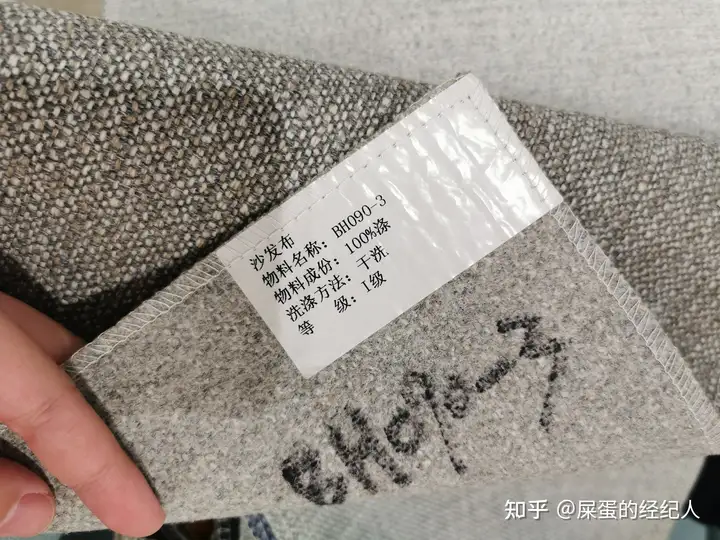 沙发布
物料名称：BH090-3
物料成份：100%涤
洗涤方法：干洗
等 级：1级
BH090-3
知乎 @屎蛋的经纪人